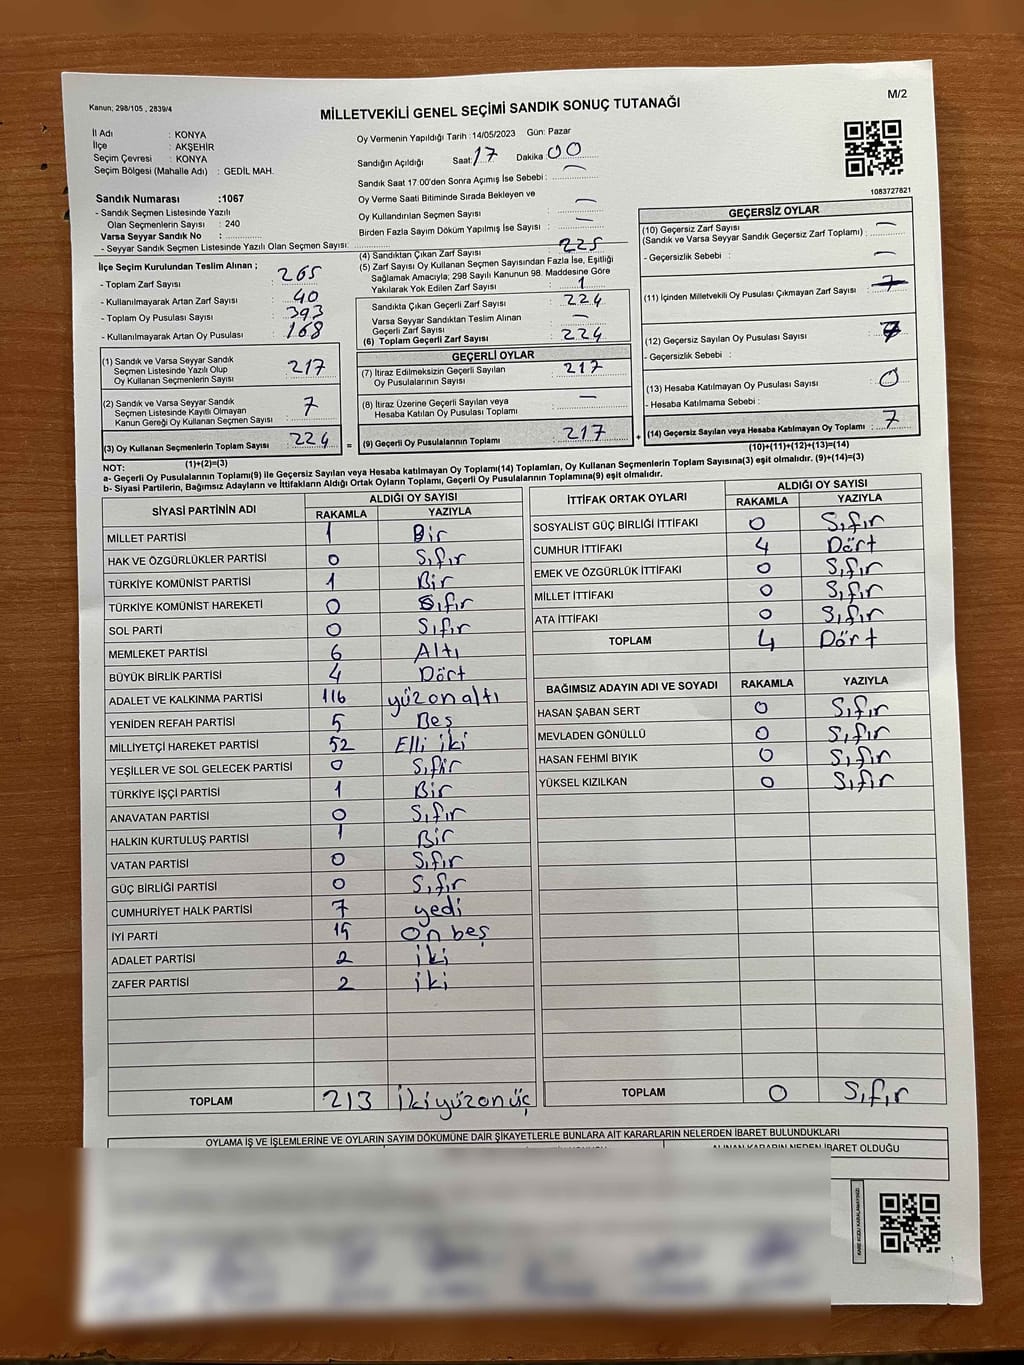 Kanun; 298/105 , 2839/4
MİLLETVEKİLİ GENEL SEÇİMİ SANDIK SONUÇ TUTANAĞI
M/2
İl Adı : KONYA
İlçe : AKŞEHİR
Seçim Çevresi : KONYA
Seçim Bölgesi (Mahalle Adı) : GEDİL MAH.
Sandık Numarası :1067
- Sandık Seçmen Listesinde Yazılı
Olan Seçmenlerin Sayısı : 240
Varsa Seyyar Sandık No :
- Seyyar Sandık Seçmen Listesinde Yazılı Olan Seçmen Sayısı:
Oy Vermenin Yapıldığı Tarih :14/05/2023 Gün: Pazar
Sandığın Açıldığı Saat: 17 Dakika: 00
Sandık Saat 17:00'den Sonra Açmış İse Sebebi : —
Oy Verme Saati Bitiminde Sırada Bekleyen ve
Oy Kullandırılan Seçmen Sayısı : —
Birden Fazla Sayım Döküm Yapılmış İse Sayısı : —
1083727821
İlçe Seçim Kurulundan Teslim Alınan ;
- Toplam Zarf Sayısı : 265
- Kullanılmayarak Artan Zarf Sayısı : 40
- Toplam Oy Pusulası Sayısı : 393
- Kullanılmayarak Artan Oy Pusulası : 168
(1) Sandık ve Varsa Seyyar Sandık
Seçmen Listesinde Yazılı Olup
Oy Kullanan Seçmenlerin Sayısı : 217
(2) Sandık ve Varsa Seyyar Sandık
Seçmen Listesinde Kayıtlı Olmayan
Kanun Gereği Oy Kullanan Seçmen Sayısı : 7
(3) Oy Kullanan Seçmenlerin Toplam Sayısı : 224 =
(1)+(2)=(3)
(4) Sandıktan Çıkan Zarf Sayısı : 225
(5) Zarf Sayısı Oy Kullanan Seçmen Sayısından Fazla İse, Eşitliği
Sağlamak Amacıyla; 298 Sayılı Kanunun 98. Maddesine Göre
Yakılarak Yok Edilen Zarf Sayısı : 1
Sandıkta Çıkan Geçerli Zarf Sayısı : 224
Varsa Seyyar Sandıktan Teslim Alınan
Geçerli Zarf Sayısı : —
(6) Toplam Geçerli Zarf Sayısı : 224
GEÇERLİ OYLAR
(7) İtiraz Edilmeksizin Geçerli Sayılan
Oy Pusulalarının Sayısı : 217
(8) İtiraz Üzerine Geçerli Sayılan veya
Hesaba Katılan Oy Pusulası Toplamı : —
(9) Geçerli Oy Pusulalarının Toplamı : 217 +
GEÇERSİZ OYLAR
(10) Geçersiz Zarf Sayısı
(Sandık ve Varsa Seyyar Sandık Geçersiz Zarf Toplamı) : —
- Geçersizlik Sebebi : —
(11) İçinden Milletvekili Oy Pusulası Çıkmayan Zarf Sayısı :
(12) Geçersiz Sayılan Oy Pusulası Sayısı : 7
- Geçersizlik Sebebi :
(13) Hesaba Katılmayan Oy Pusulası Sayısı : 0
- Hesaba Katılmama Sebebi :
(14) Geçersiz Sayılan veya Hesaba Katılmayan Oy Toplamı : 7
(10)+(11)+(12)+(13)=(14)
NOT:
a- Geçerli Oy Pusulalarının Toplamı(9) ile Geçersiz Sayılan veya Hesaba katılmayan Oy Toplamı(14) Toplamları, Oy Kullanan Seçmenlerin Toplam Sayısına(3) eşit olmalıdır. (9)+(14)=(3)
b- Siyasi Partilerin, Bağımsız Adayların ve İttifakların Aldığı Ortak Oyların Toplamı, Geçerli Oy Pusulalarının Toplamına(9) eşit olmalıdır.
SİYASİ PARTİNİN ADI ALDIĞI OY SAYISI
RAKAMLA YAZIYLA
MİLLET PARTİSİ 1 Bir
HAK VE ÖZGÜRLÜKLER PARTİSİ 0 Sıfır
TÜRKİYE KOMÜNİST PARTİSİ 1 Bir
TÜRKİYE KOMÜNİST HAREKETİ 0 Sıfır
SOL PARTİ 0 Sıfır
MEMLEKET PARTİSİ 6 Altı
BÜYÜK BİRLİK PARTİSİ 4 Dört
ADALET VE KALKINMA PARTİSİ 116 yüzonaltı
YENİDEN REFAH PARTİSİ 5 Beş
MİLLİYETÇİ HAREKET PARTİSİ 52 Elli iki
YEŞİLLER VE SOL GELECEK PARTİSİ 0 Sıfır
TÜRKİYE İŞÇİ PARTİSİ 1 Bir
ANAVATAN PARTİSİ 0 Sıfır
HALKIN KURTULUŞ PARTİSİ 1 Bir
VATAN PARTİSİ 0 Sıfır
GÜÇ BİRLİĞİ PARTİSİ 0 Sıfır
CUMHURİYET HALK PARTİSİ 7 yedi
İYİ PARTİ 15 on beş
ADALET PARTİSİ 2 iki
ZAFER PARTİSİ 2 iki
TOPLAM 213 ikiyüzonüç
İTTİFAK ORTAK OYLARI ALDIĞI OY SAYISI
RAKAMLA YAZIYLA
SOSYALİST GÜÇ BİRLİĞİ İTTİFAKI 0 Sıfır
CUMHUR İTTİFAKI 4 Dört
EMEK VE ÖZGÜRLÜK İTTİFAKI 0 Sıfır
MİLLET İTTİFAKI 0 Sıfır
ATA İTTİFAKI 0 Sıfır
TOPLAM 4 Dört
BAĞIMSIZ ADAYIN ADI VE SOYADI RAKAMLA YAZIYLA
HASAN ŞABAN SERT 0 Sıfır
MEVLADEN GÖNÜLLÜ 0 Sıfır
HASAN FEHMİ BIYIK 0 Sıfır
YÜKSEL KIZILKAN 0 Sıfır
TOPLAM 0 Sıfır
OYLAMA İŞ VE İŞLEMLERİNE VE OYLARIN SAYIM DÖKÜMÜNE DAİR ŞİKAYETLERLE BUNLARA AİT KARARLARIN NELERDEN İBARET BULUNDUKLARI
ALINAN KARARIN NEDEN İBARET OLDUĞU
KARE KODU KARALAMAYINIZ!